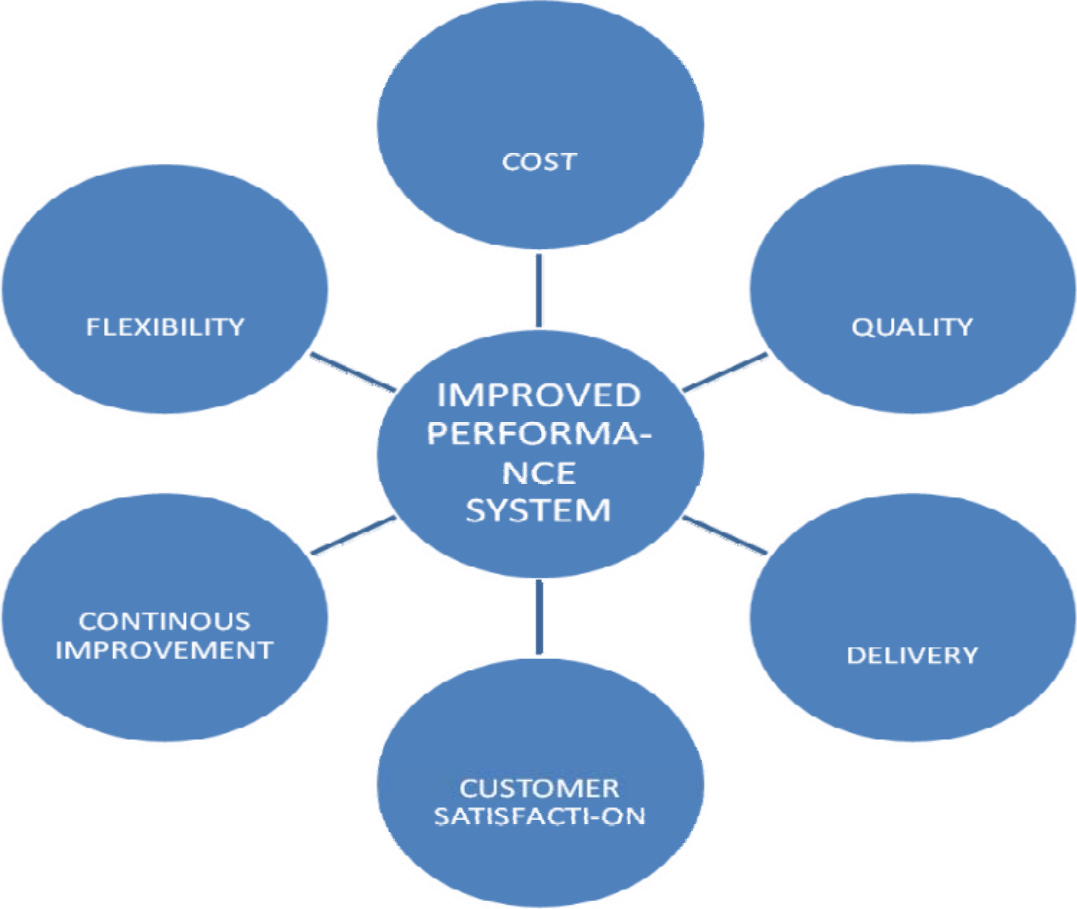 COST
FLEXIBILITY
QUALITY
IMPROVED
PERFORMA-
NCE
SYSTEM
CONTINOUS
IMPROVEMENT
DELIVERY
CUSTOMER
SATISFACTI-ON